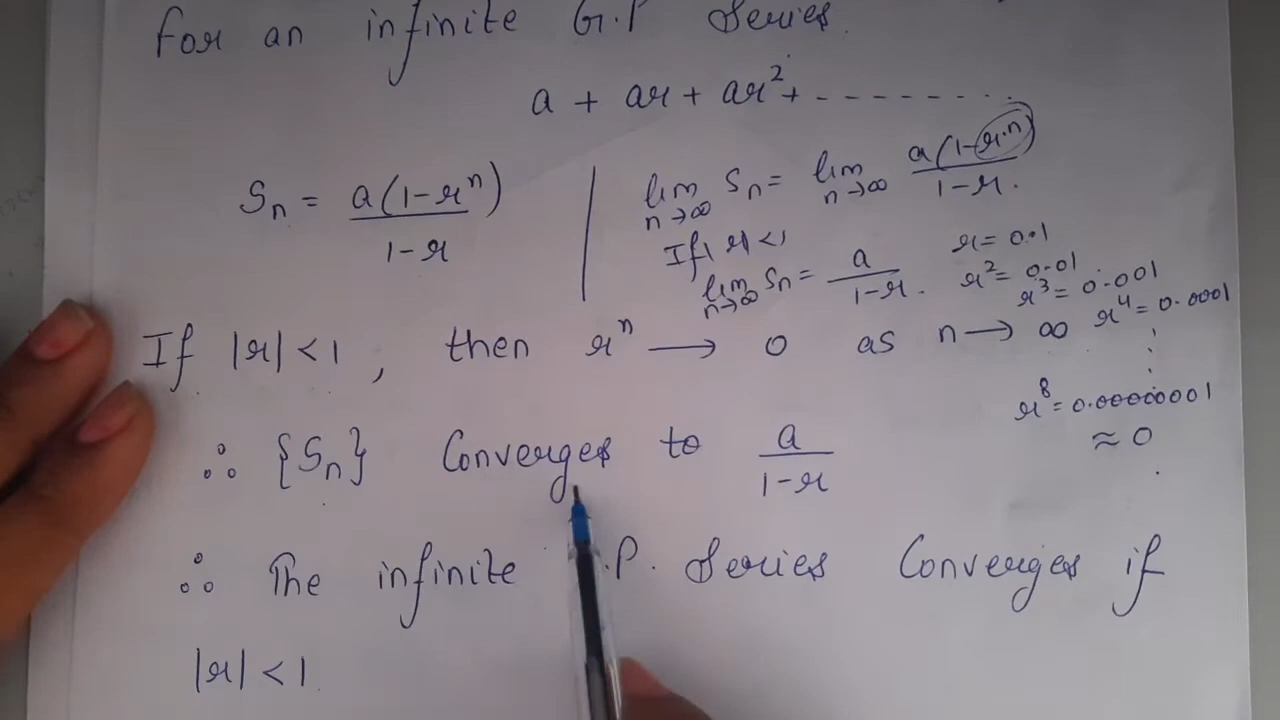 For an infinite G.P Series.
a + ar + ar² + - - - - - - - -
Sₙ = a(1-rⁿ) / 1-r
lim n→∞ Sₙ = lim n→∞ a(1-rⁿ) / 1-r.
If |r| <1
lim n→∞ Sₙ = a / 1-r.
r = 0.1
r² = 0.01
r³ = 0.001
r⁴ = 0.0001
r⁸ = 0.00000001
≈ 0
If |r| < 1, then rⁿ → 0 as n → ∞
∴ {Sₙ} Converges to a / 1-r
∴ The infinite .P. Series Converges if
|r| < 1.